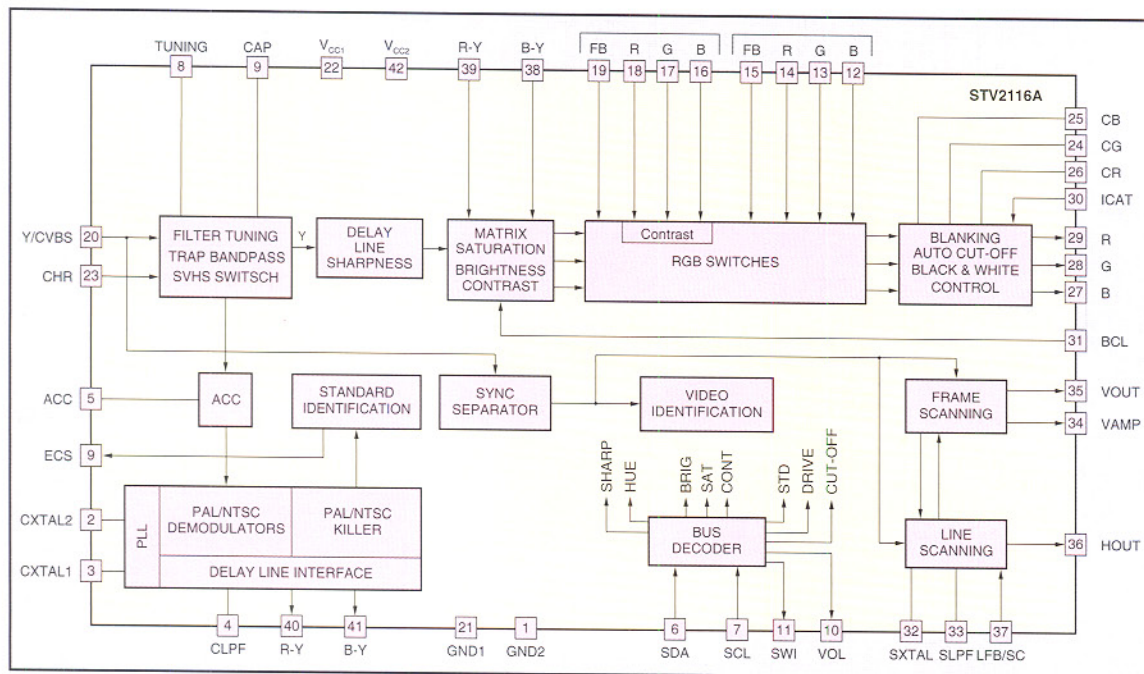 TUNING CAP VCC1 VCC2 R-Y B-Y FB R G B FB R G B
8 9 22 42 39 38 19 18 17 16 15 14 13 12
STV2116A
25 CB
24 CG
26 CR
30 ICAT
29 R
28 G
27 B
31 BCL
Y/CVBS 20
CHR 23
FILTER TUNING
TRAP BANDPASS
SVHS SWITSCH
Y
DELAY
LINE
SHARPNESS
MATRIX
SATURATION
BRIGHTNESS
CONTRAST
Contrast
RGB SWITCHES
BLANKING
AUTO CUT-OFF
BLACK & WHITE
CONTROL
ACC 5
ACC
STANDARD
IDENTIFICATION
SYNC
SEPARATOR
VIDEO
IDENTIFICATION
FRAME
SCANNING
35 VOUT
34 VAMP
ECS 9
CXTAL2 2
CXTAL1 3
PLL
PAL/NTSC
DEMODULATORS
PAL/NTSC
KILLER
DELAY LINE INTERFACE
SHARP
HUE
BRIG
SAT
CONT
STD
DRIVE
CUT-OFF
BUS
DECODER
LINE
SCANNING
36 HOUT
4 40 41 21 1 6 7 11 10 32 33 37
CLPF R-Y B-Y GND1 GND2 SDA SCL SWI VOL SXTAL SLPF LFB/SC